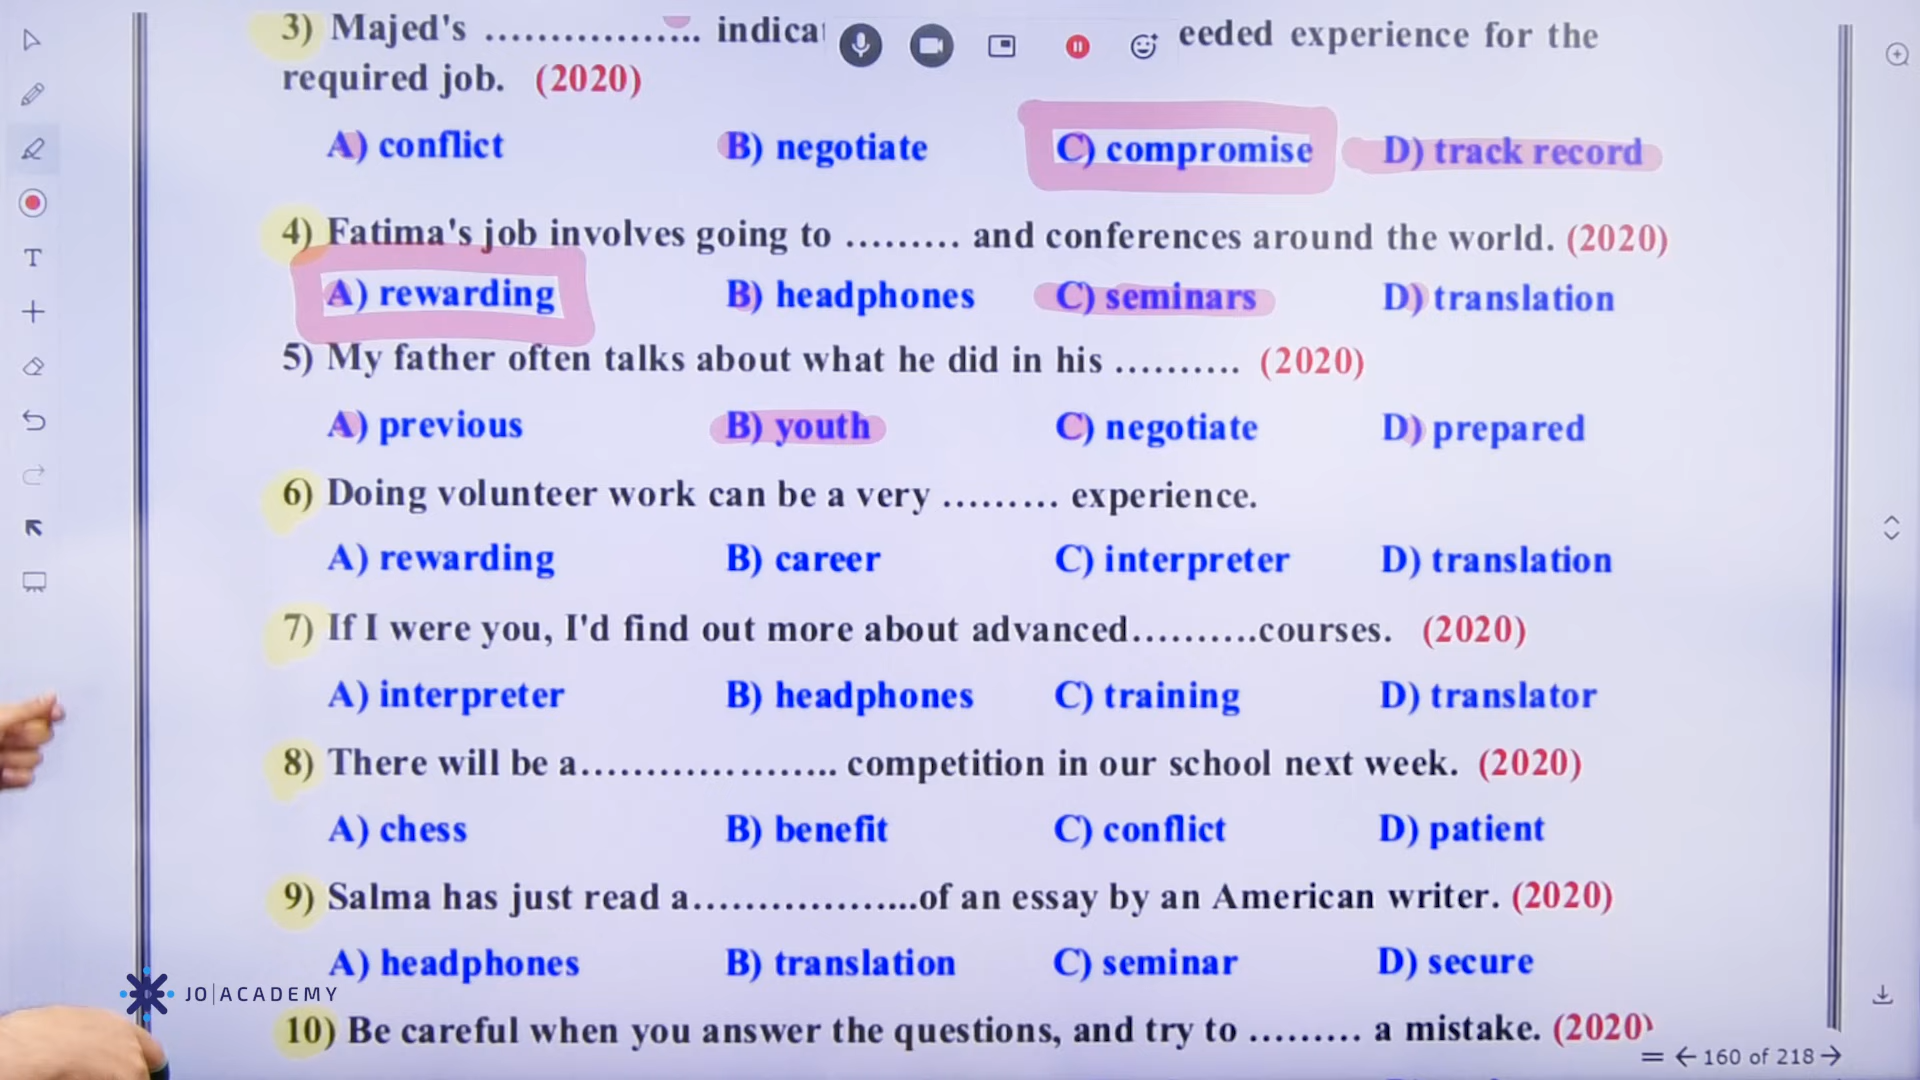 3) Majed's .................. indicat eeded experience for the
required job. (2020)
A) conflict B) negotiate C) compromise D) track record
4) Fatima's job involves going to ......... and conferences around the world. (2020)
A) rewarding B) headphones C) seminars D) translation
5) My father often talks about what he did in his .......... (2020)
A) previous B) youth C) negotiate D) prepared
6) Doing volunteer work can be a very ......... experience.
A) rewarding B) career C) interpreter D) translation
7) If I were you, I'd find out more about advanced..........courses. (2020)
A) interpreter B) headphones C) training D) translator
8) There will be a.................... competition in our school next week. (2020)
A) chess B) benefit C) conflict D) patient
9) Salma has just read a..................of an essay by an American writer. (2020)
A) headphones B) translation C) seminar D) secure
JO|ACADEMY
10) Be careful when you answer the questions, and try to ......... a mistake. (2020)
160 of 218